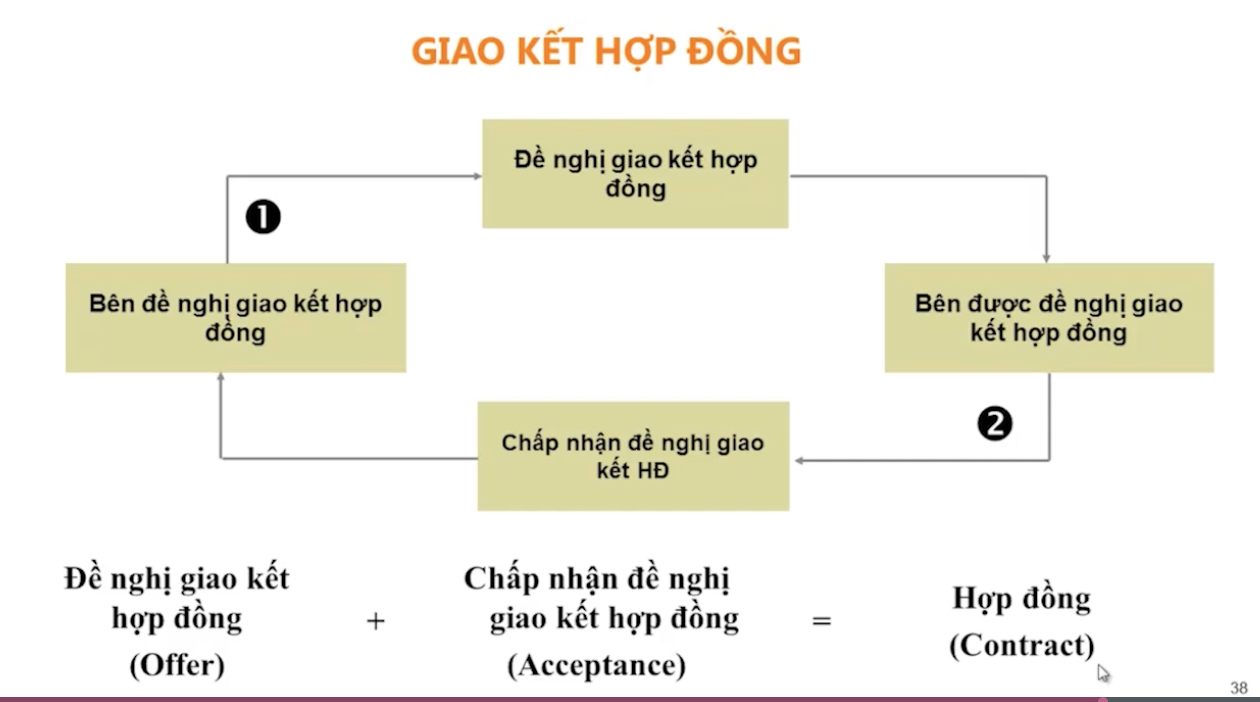 GIAO KẾT HỢP ĐỒNG
Đề nghị giao kết hợp
đồng
❶
Bên đề nghị giao kết hợp
đồng
Bên được đề nghị giao
kết hợp đồng
❷
Chấp nhận đề nghị giao
kết HĐ
Đề nghị giao kết
hợp đồng
(Offer)
+
Chấp nhận đề nghị
giao kết hợp đồng
(Acceptance)
=
Hợp đồng
(Contract)
38